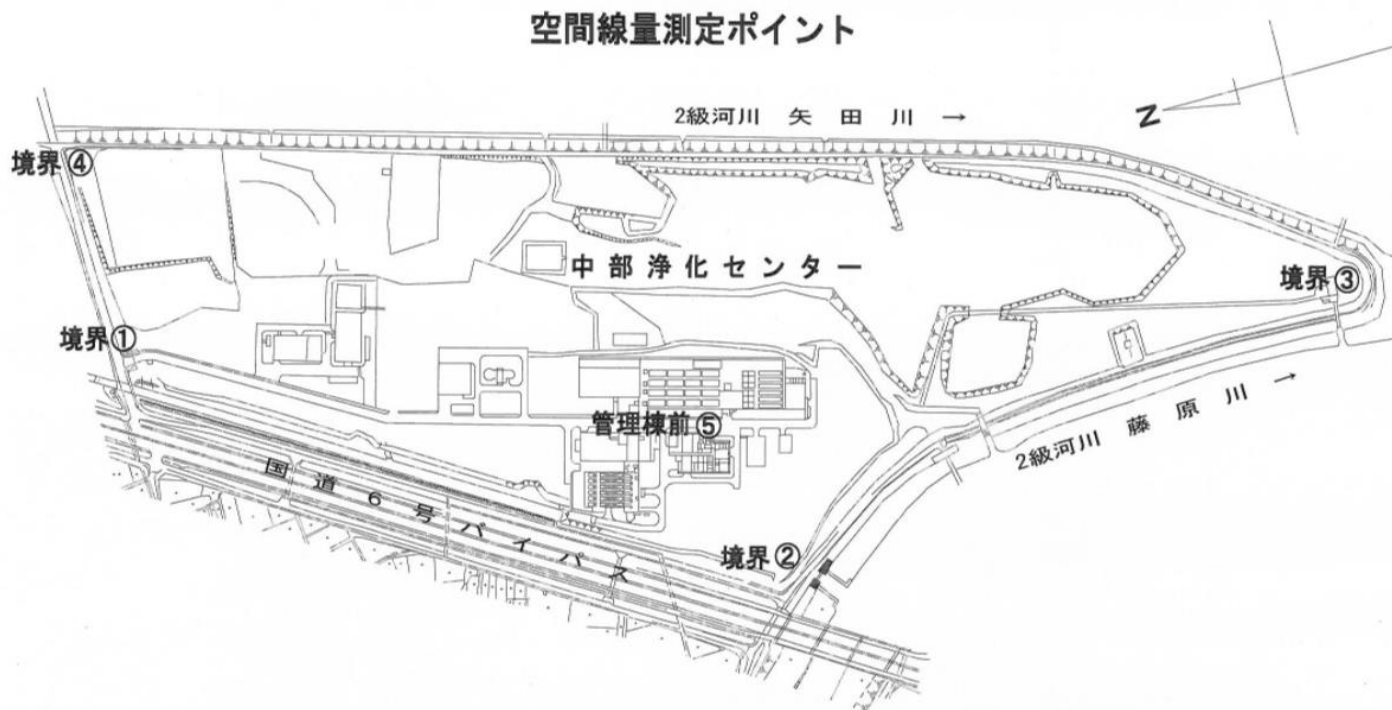 空間線量測定ポイント
N
2級河川 矢田川 →
境界④
中部浄化センター
境界③
境界①
管理棟前⑤
2級河川 藤原川 →
国道6号バイパス
境界②